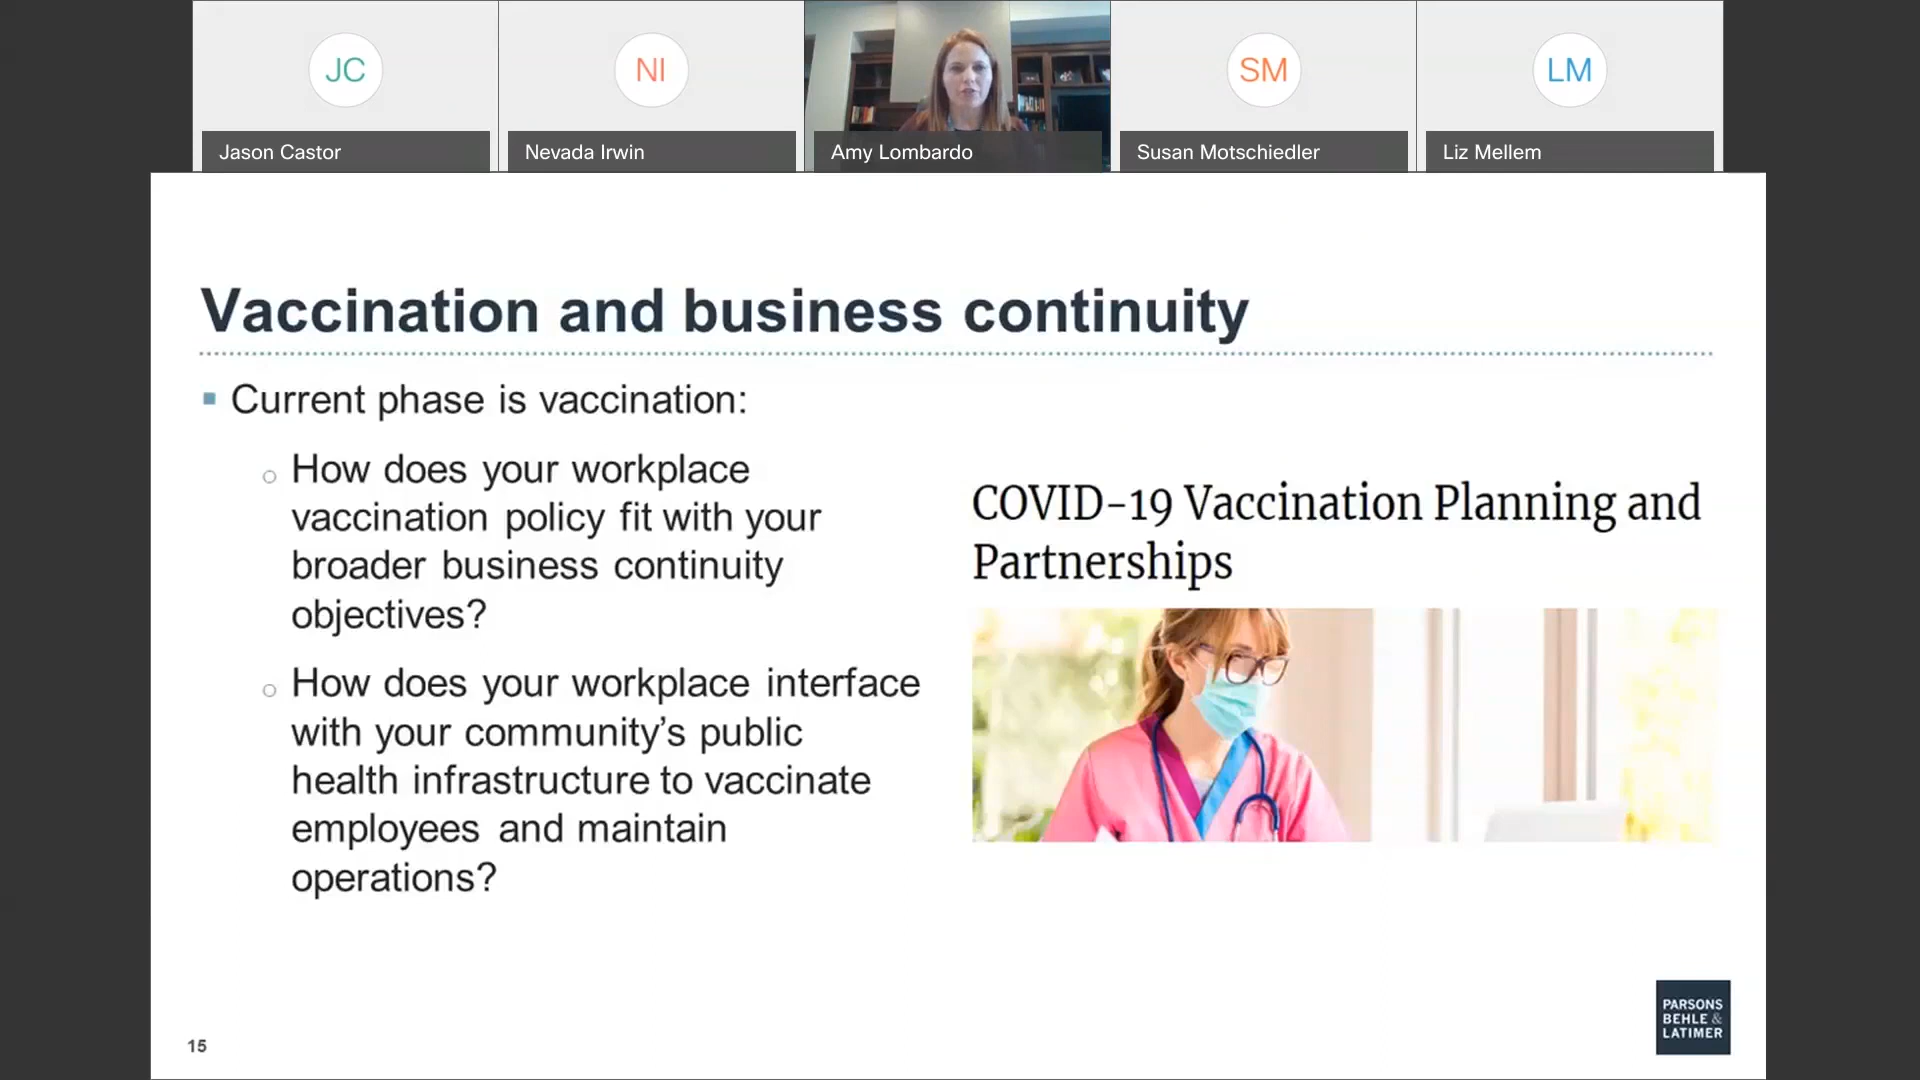 JC
NI
SM
LM
Jason Castor
Nevada Irwin
Amy Lombardo
Susan Motschiedler
Liz Mellem
Vaccination and business continuity
Current phase is vaccination:
How does your workplace
vaccination policy fit with your
broader business continuity
objectives?
How does your workplace interface
with your community’s public
health infrastructure to vaccinate
employees and maintain
operations?
COVID-19 Vaccination Planning and
Partnerships
PARSONS
BEHLE &
LATIMER
15